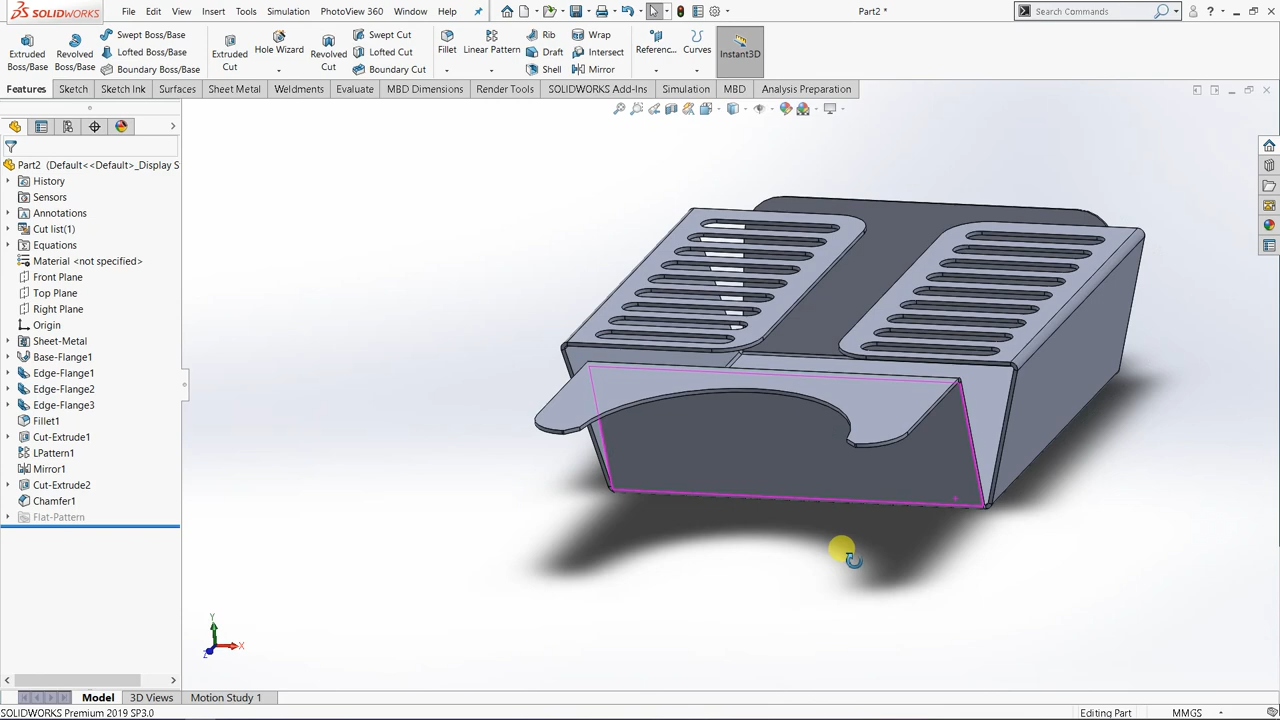 SOLIDWORKS File Edit View Insert Tools Simulation PhotoView 360 Window Help Part2 * Search Commands ?
Extruded Boss/Base Revolved Boss/Base Swept Boss/Base Lofted Boss/Base Boundary Boss/Base Extruded Cut Hole Wizard Revolved Cut Swept Cut Lofted Cut Boundary Cut Fillet Linear Pattern Rib Draft Shell Wrap Intersect Mirror Referenc... Curves Instant3D
Features Sketch Sketch Ink Surfaces Sheet Metal Weldments Evaluate MBD Dimensions Render Tools SOLIDWORKS Add-Ins Simulation MBD Analysis Preparation
Part2 (Default<<Default>_Display S
History
Sensors
Annotations
Cut list(1)
Equations
Material <not specified>
Front Plane
Top Plane
Right Plane
Origin
Sheet-Metal
Base-Flange1
Edge-Flange1
Edge-Flange2
Edge-Flange3
Fillet1
Cut-Extrude1
LPattern1
Mirror1
Cut-Extrude2
Chamfer1
Flat-Pattern
Y
X
Z
Model 3D Views Motion Study 1
SOLIDWORKS Premium 2019 SP3.0 Editing Part MMGS